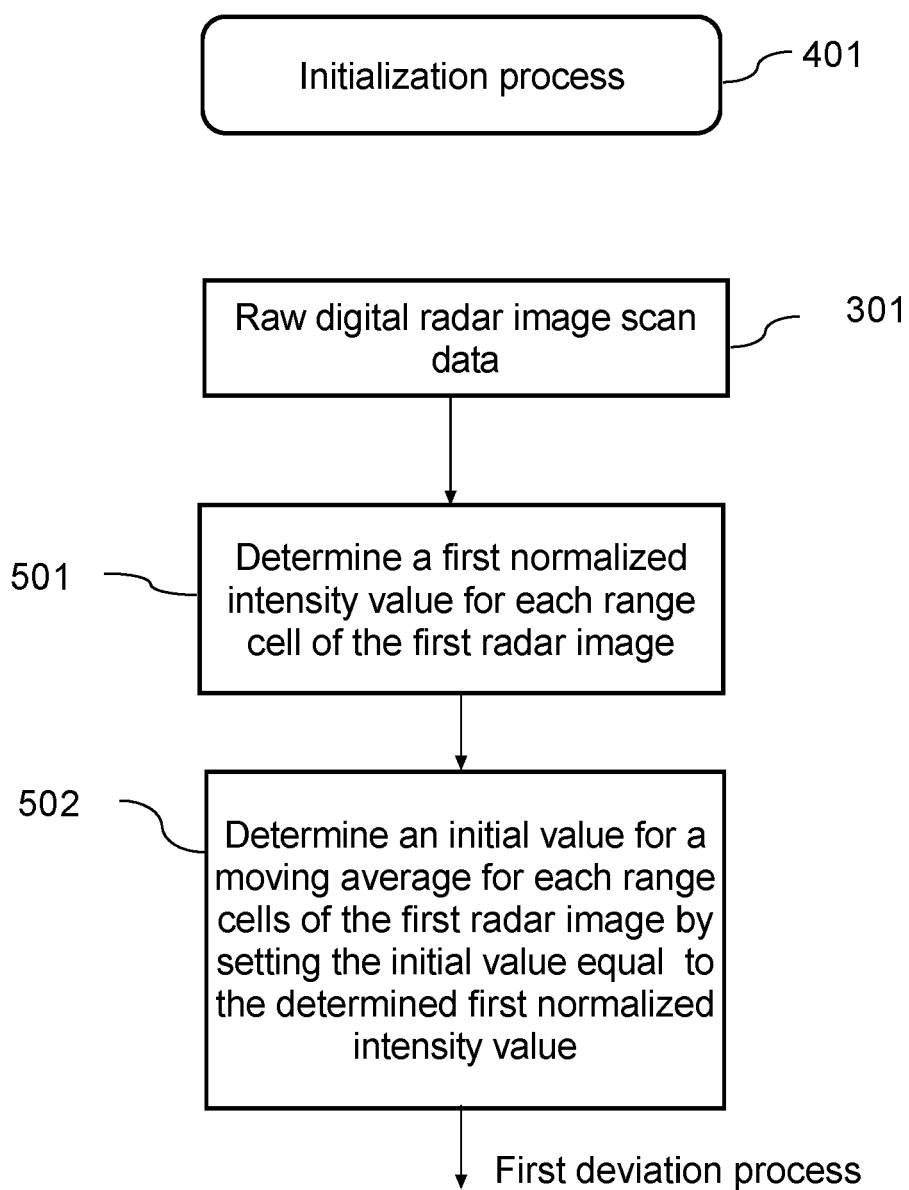 Initialization process
401
Raw digital radar image scan
data
301
501
Determine a first normalized
intensity value for each range
cell of the first radar image
502
Determine an initial value for a
moving average for each range
cells of the first radar image by
setting the initial value equal  to
the determined first normalized
intensity value
First deviation process